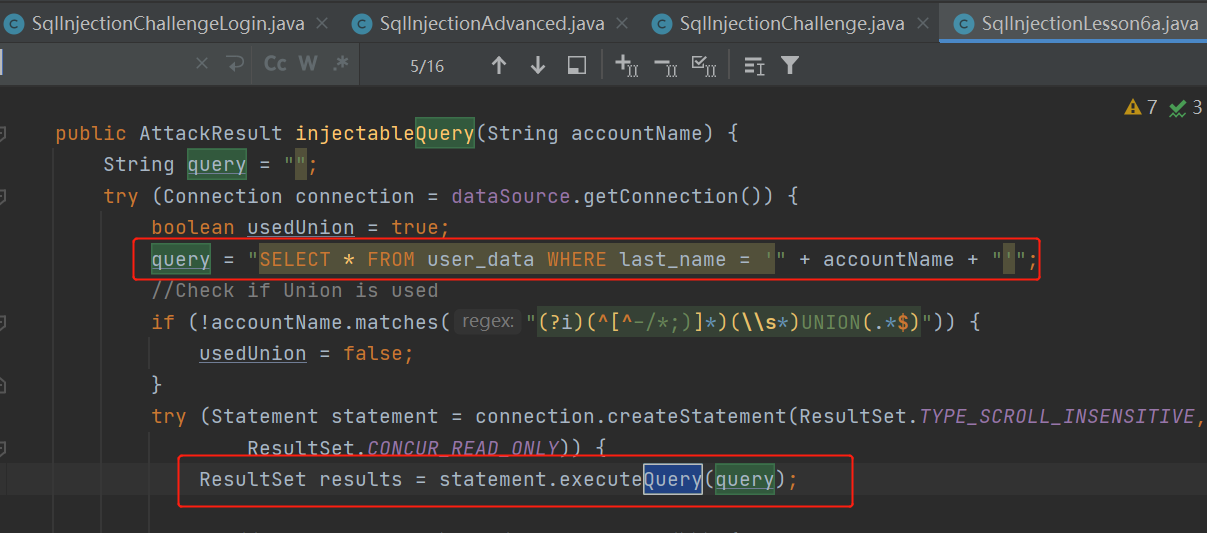 SqlInjectionChallengeLogin.java × SqlInjectionAdvanced.java × SqlInjectionChallenge.java × SqlInjectionLesson6a.java
Cc W .* 5/16
7 3
public AttackResult injectableQuery(String accountName) {
String query = "";
try (Connection connection = dataSource.getConnection()) {
boolean usedUnion = true;
query = "SELECT * FROM user_data WHERE last_name = '" + accountName + "'";
//Check if Union is used
if (!accountName.matches( regex: "(?i)(^[^-/*;)]*)(\\s*)UNION(.*$)")) {
usedUnion = false;
}
try (Statement statement = connection.createStatement(ResultSet.TYPE_SCROLL_INSENSITIVE,
ResultSet.CONCUR_READ_ONLY)) {
ResultSet results = statement.executeQuery(query);